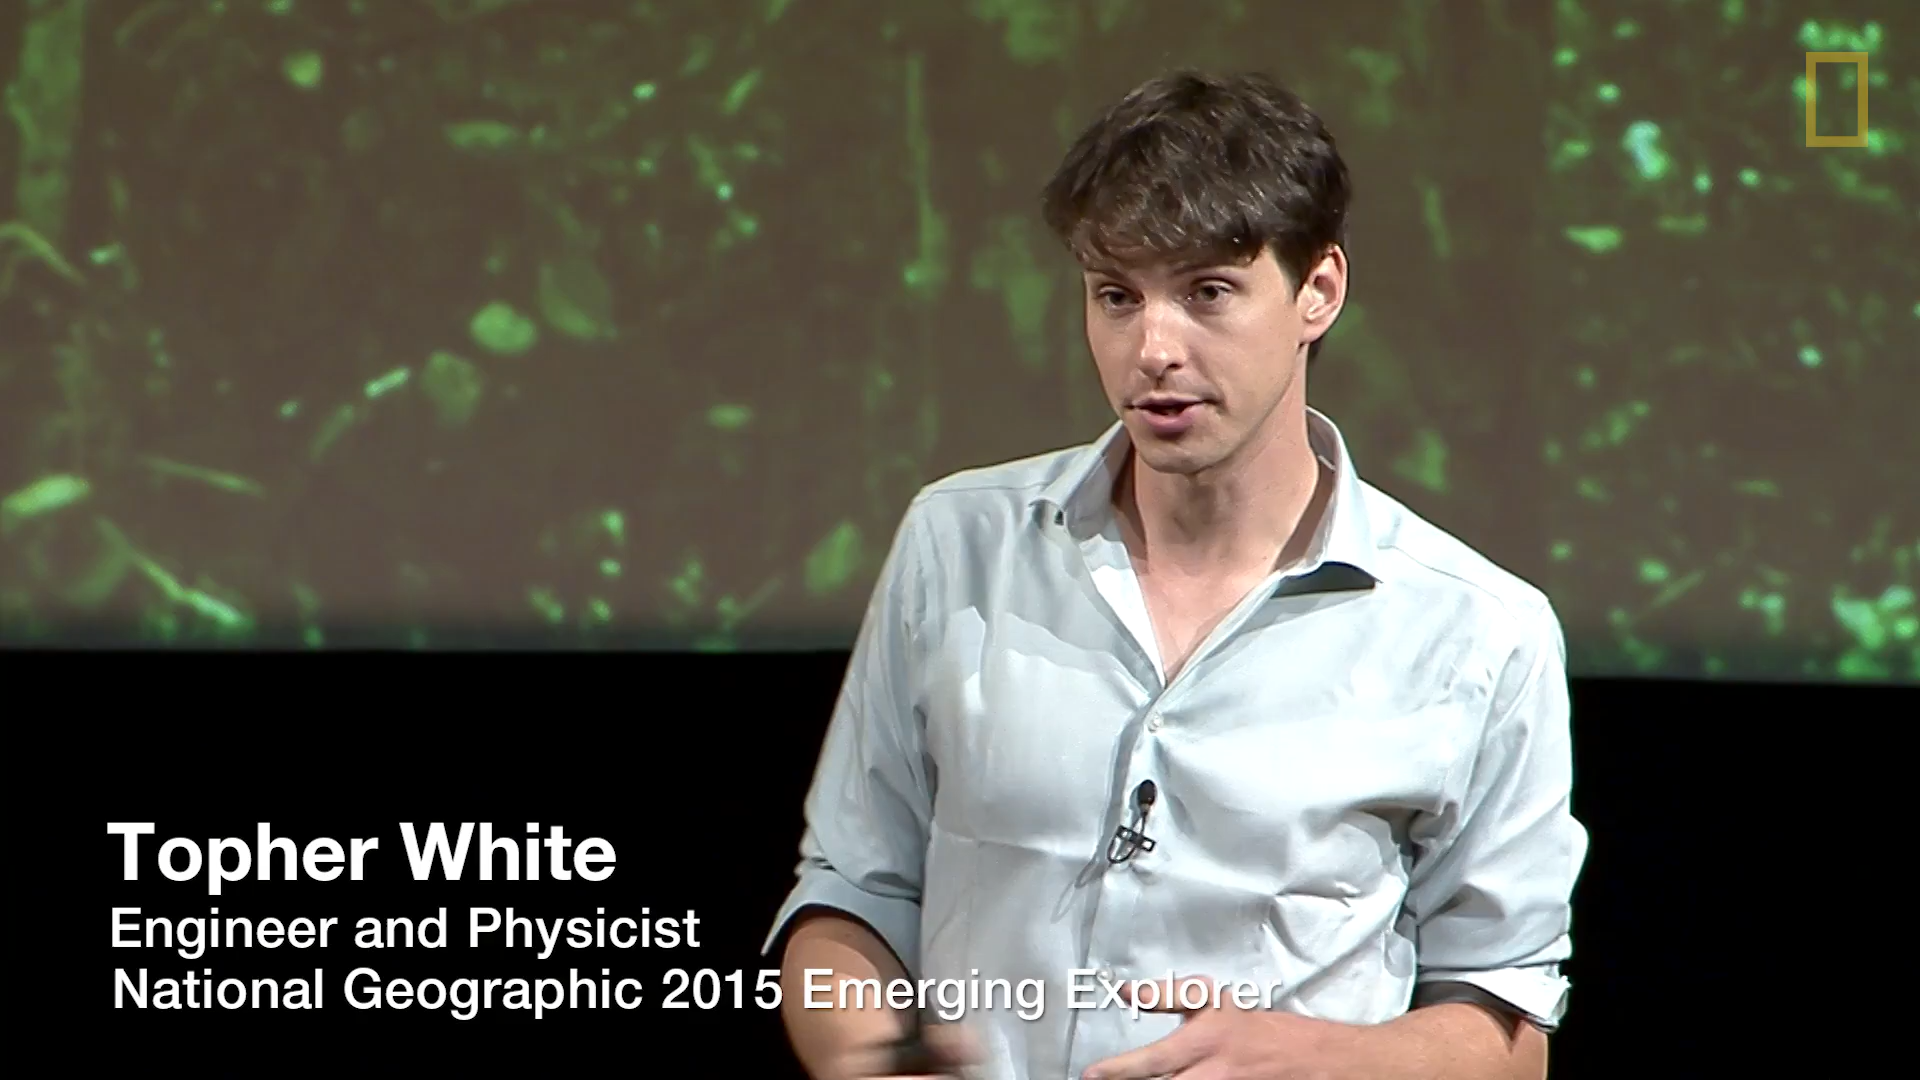 Topher White
Engineer and Physicist
National Geographic 2015 Emerging Explorer